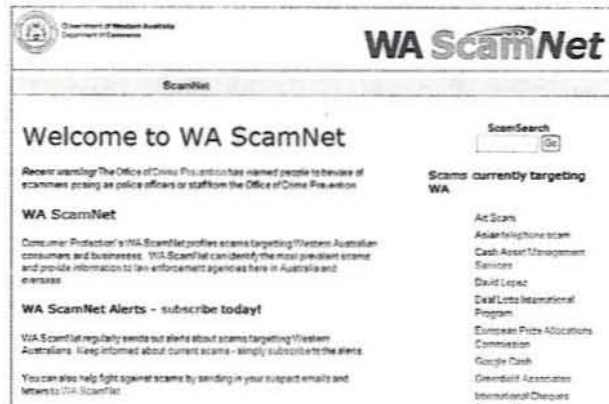 Government of Western Australia
Department of Commerce
WA ScamNet
ScamNet
Welcome to WA ScamNet
Recent warning! The Office of Crime Prevention has warned people to beware of
scammers posing as police officers or staff from the Office of Crime Prevention
WA ScamNet
Consumer Protection's WA ScamNet profiles scams targetting Western Australian
consumers and businesses. WA ScamNet can identify the most prevalent scams
and provide information to law enforcement agencies here in Australia and
overseas
WA ScamNet Alerts - subscribe today!
WA ScamNet regularly sends out alerts about scams targeting Western
Australians. Keep informed about current scams - simply subscribe to the alerts.
You can also help fight against scams by sending in your suspect emails and
letters to WA ScamNet
ScamSearch
Go
Scams currently targeting
WA
Art Scam
Asian telephone scam
Cash Asset Management
Services
David Lopez
Deaf Lotto International
Program
European Prize Allocations
Commission
Google Cash
Greenfield Associates
International Cheques